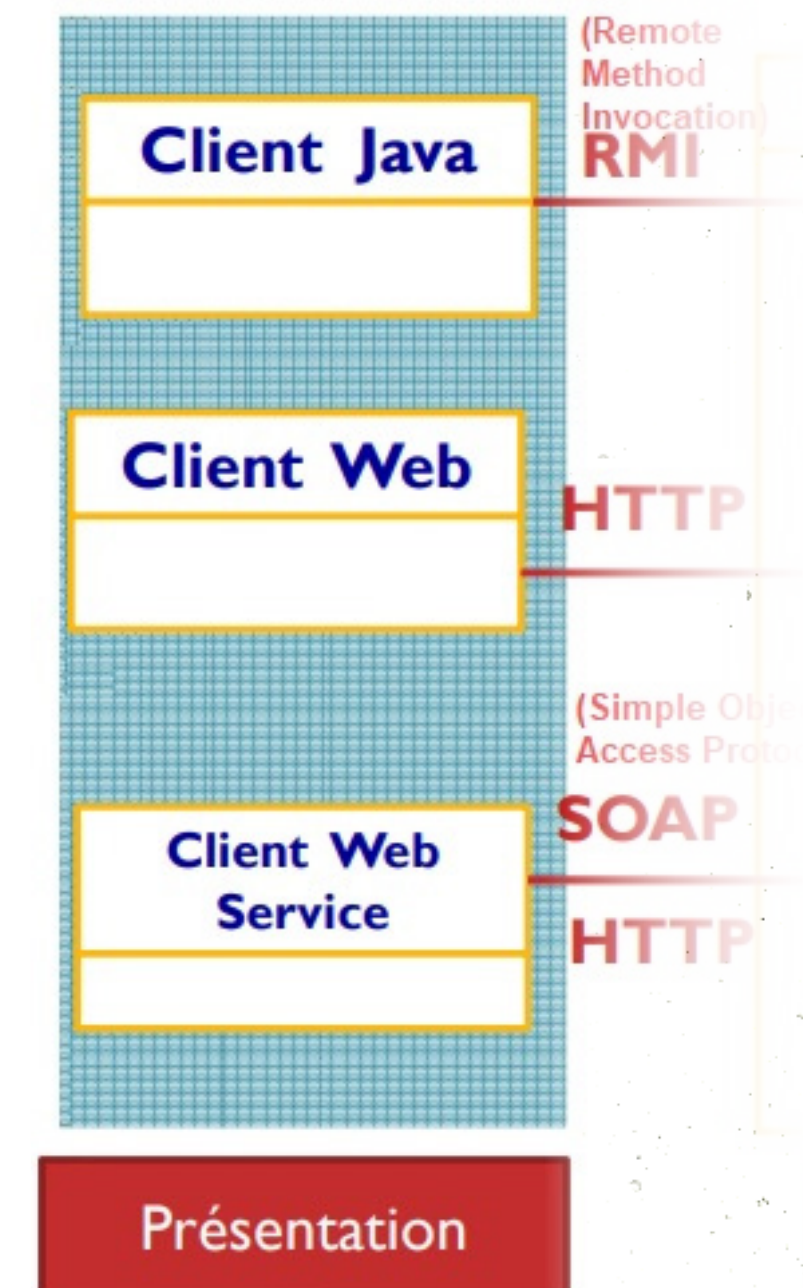 (Remote
Method
Invocation)
RMI
Client Java
Client Web
HTTP
(Simple
Access
SOAP
Client Web
Service
HTTP
Présentation